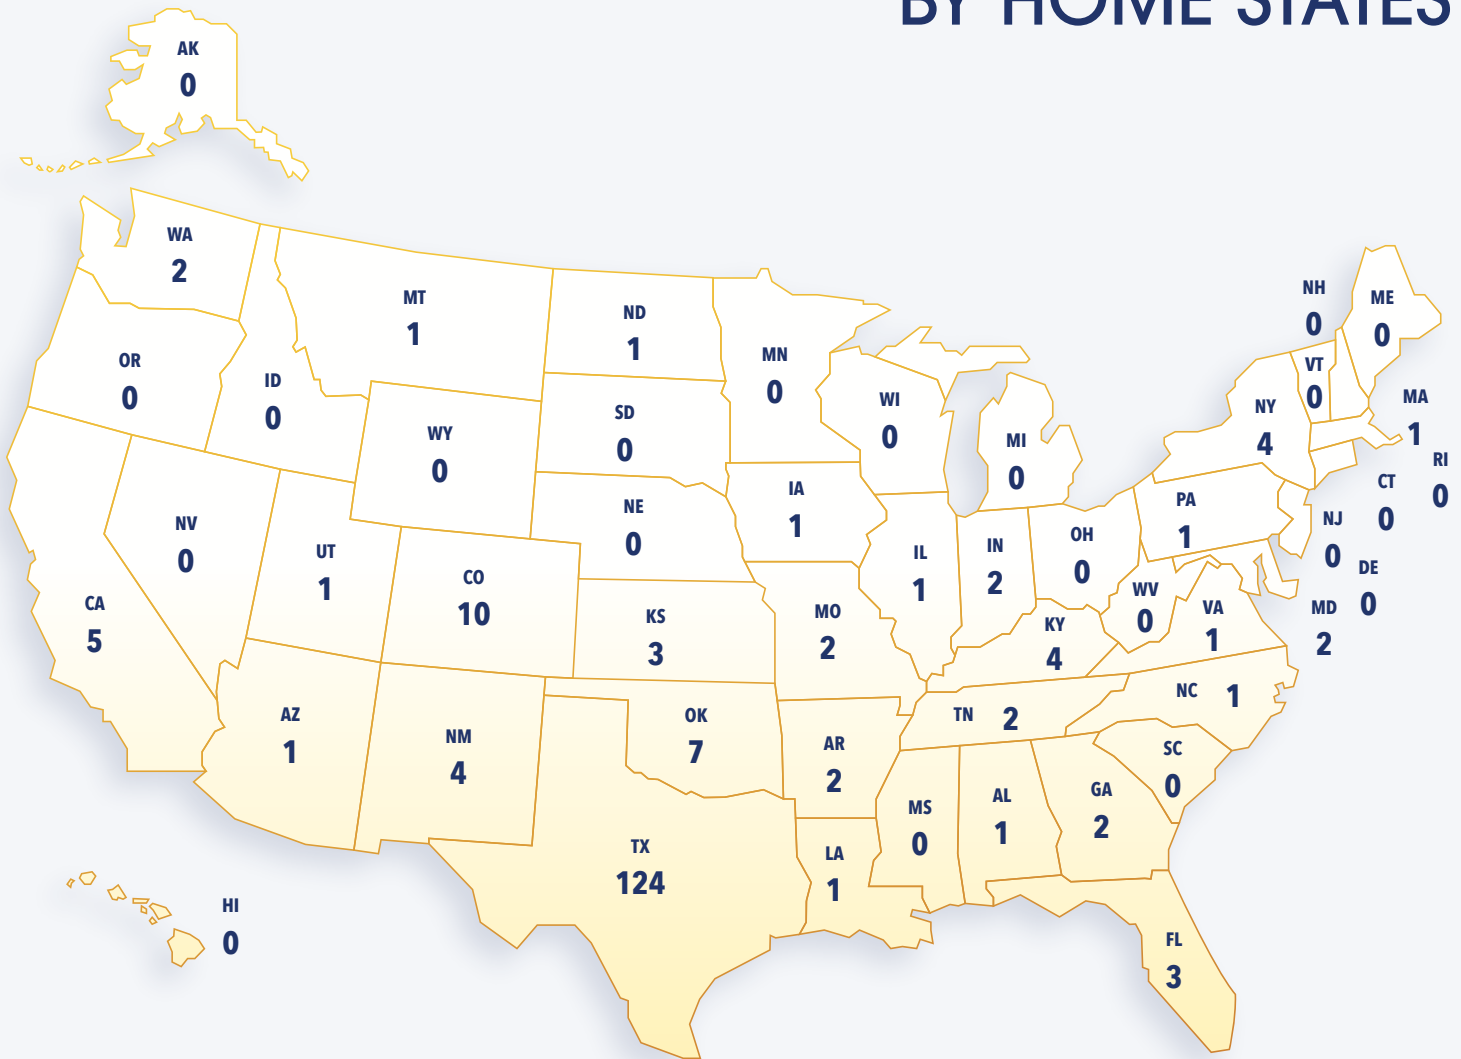 BY HOME STATES
AK
0
WA
2
MT
1
ND
1
MN
0
OR
0
ID
0
WY
0
SD
0
WI
0
MI
0
NH
0
ME
0
VT
0
NY
4
MA
1
RI
0
CT
0
NJ
0
DE
0
MD
2
PA
1
NE
0
IA
1
NV
0
UT
1
CO
10
IL
1
IN
2
OH
0
WV
0
VA
1
CA
5
KS
3
MO
2
KY
4
NC 1
TN 2
AZ
1
NM
4
OK
7
AR
2
SC
0
MS
0
AL
1
GA
2
TX
124
LA
1
HI
0
FL
3